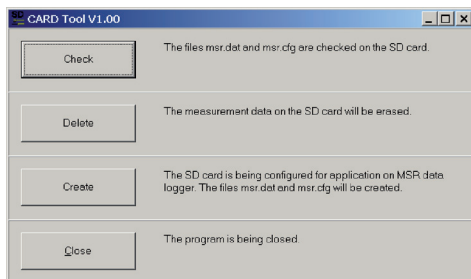 CARD Tool V1.00
Check
The files msr.dat and msr.cfg are checked on the SD card.
Delete
The measurement data on the SD card will be erased.
Create
The SD card is being configured for application on MSR data
logger. The files msr.dat and msr.cfg will be created.
Close
The program is being closed.